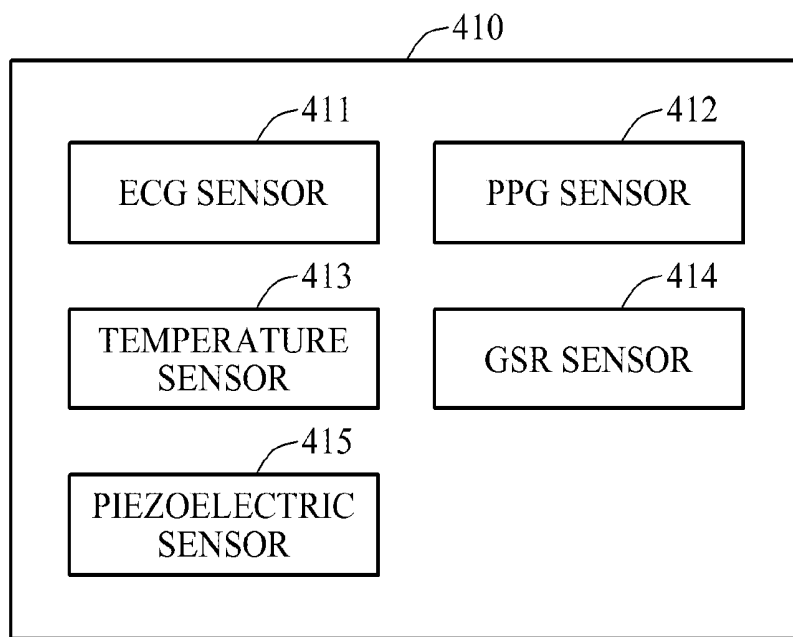 410
411
412
ECG SENSOR
PPG SENSOR
413
414
TEMPERATURE
SENSOR
GSR SENSOR
415
PIEZOELECTRIC
SENSOR